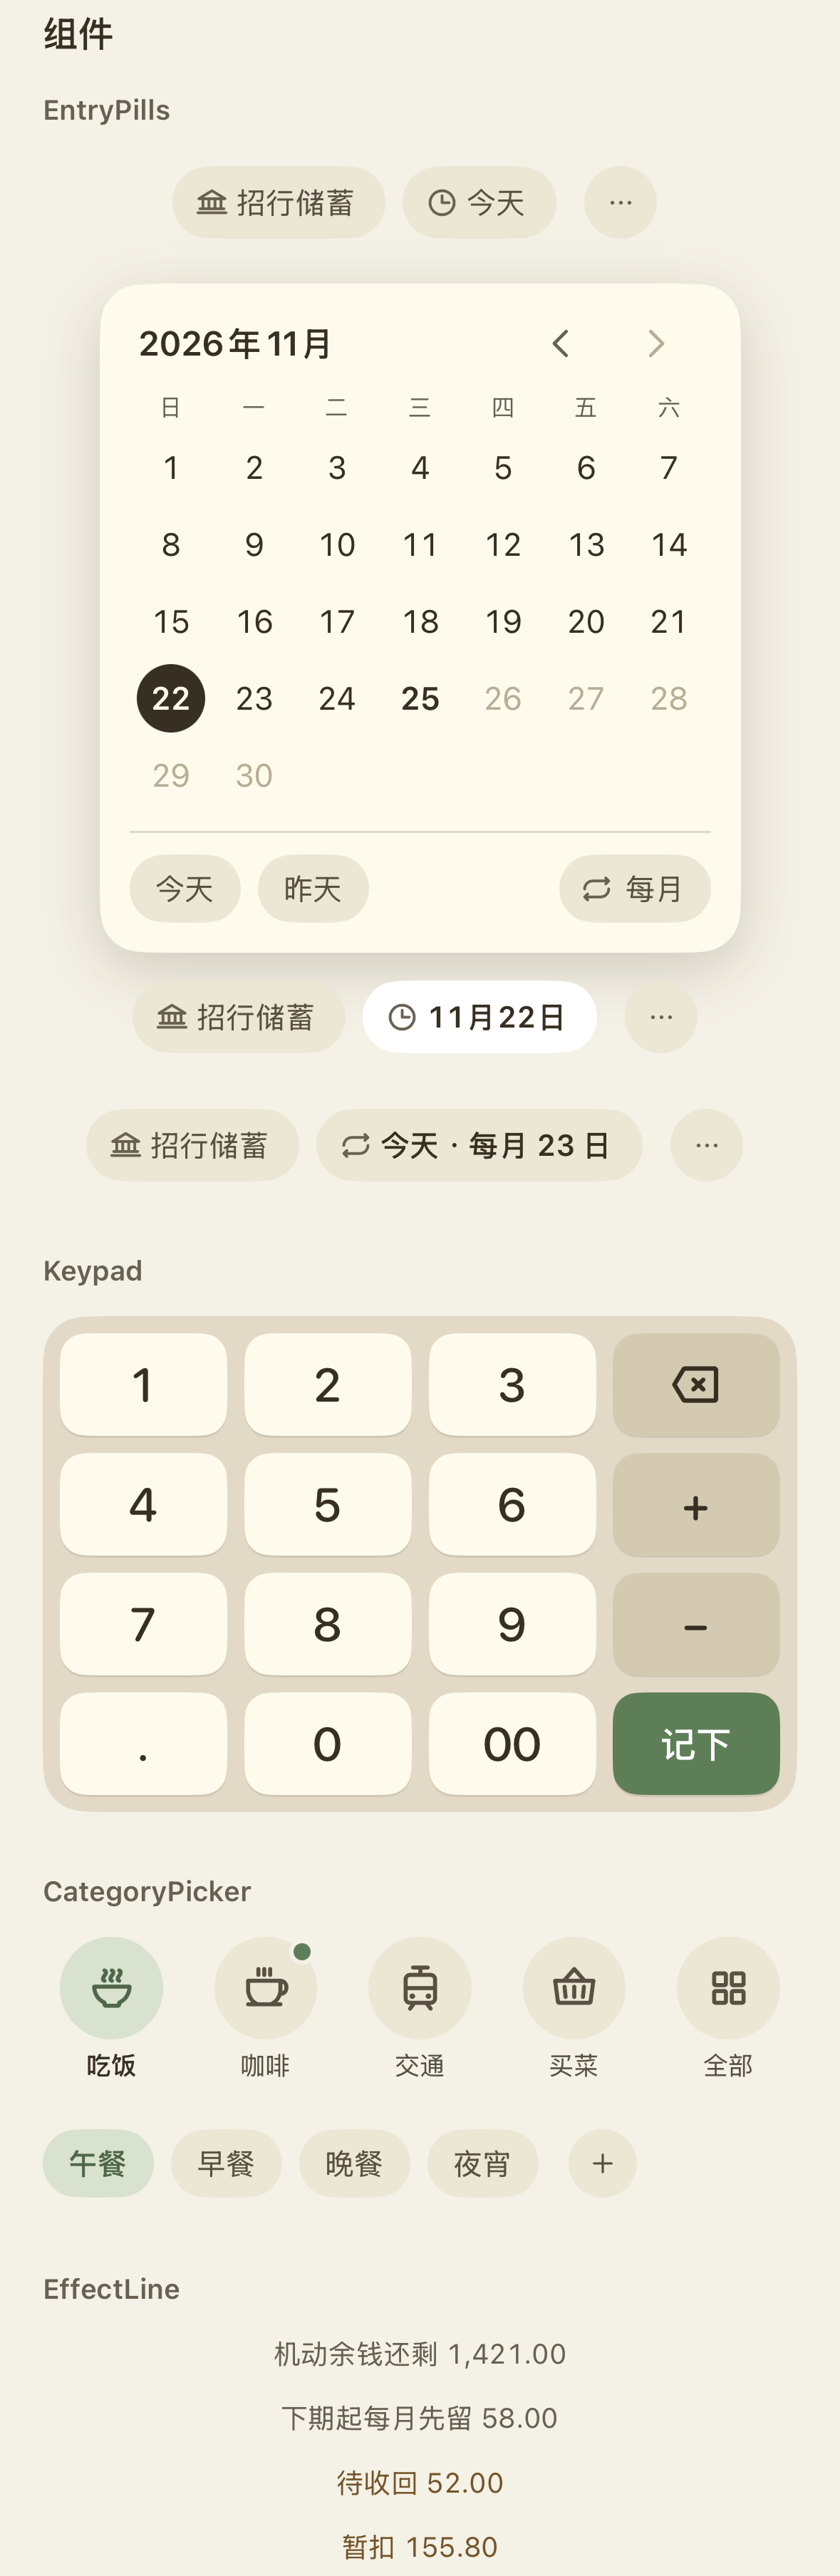 组件
EntryPills
招行储蓄 今天 ...
2026年11月
日 一 二 三 四 五 六
1 2 3 4 5 6 7
8 9 10 11 12 13 14
15 16 17 18 19 20 21
22 23 24 25 26 27 28
29 30
今天 昨天 每月
招行储蓄 11月22日 ...
招行储蓄 今天 · 每月 23 日 ...
Keypad
1 2 3
4 5 6 +
7 8 9 −
. 0 00 记下
CategoryPicker
吃饭 咖啡 交通 买菜 全部
午餐 早餐 晚餐 夜宵 +
EffectLine
机动余钱还剩 1,421.00
下期起每月先留 58.00
待收回 52.00
暂扣 155.80